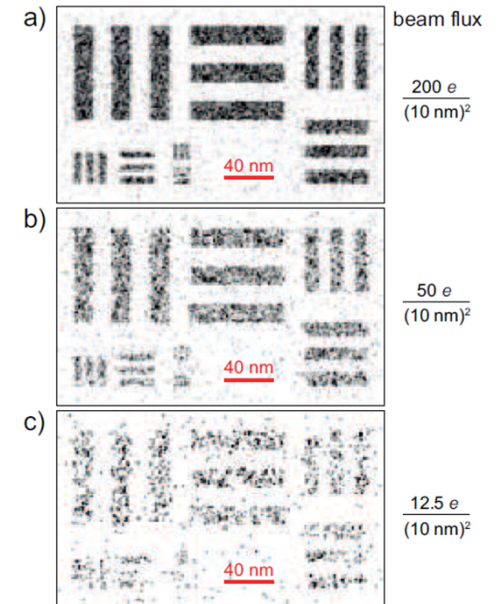 a)
beam flux
200 e
(10 nm)²
40 nm
b)
50 e
(10 nm)²
40 nm
c)
12.5 e
(10 nm)²
40 nm